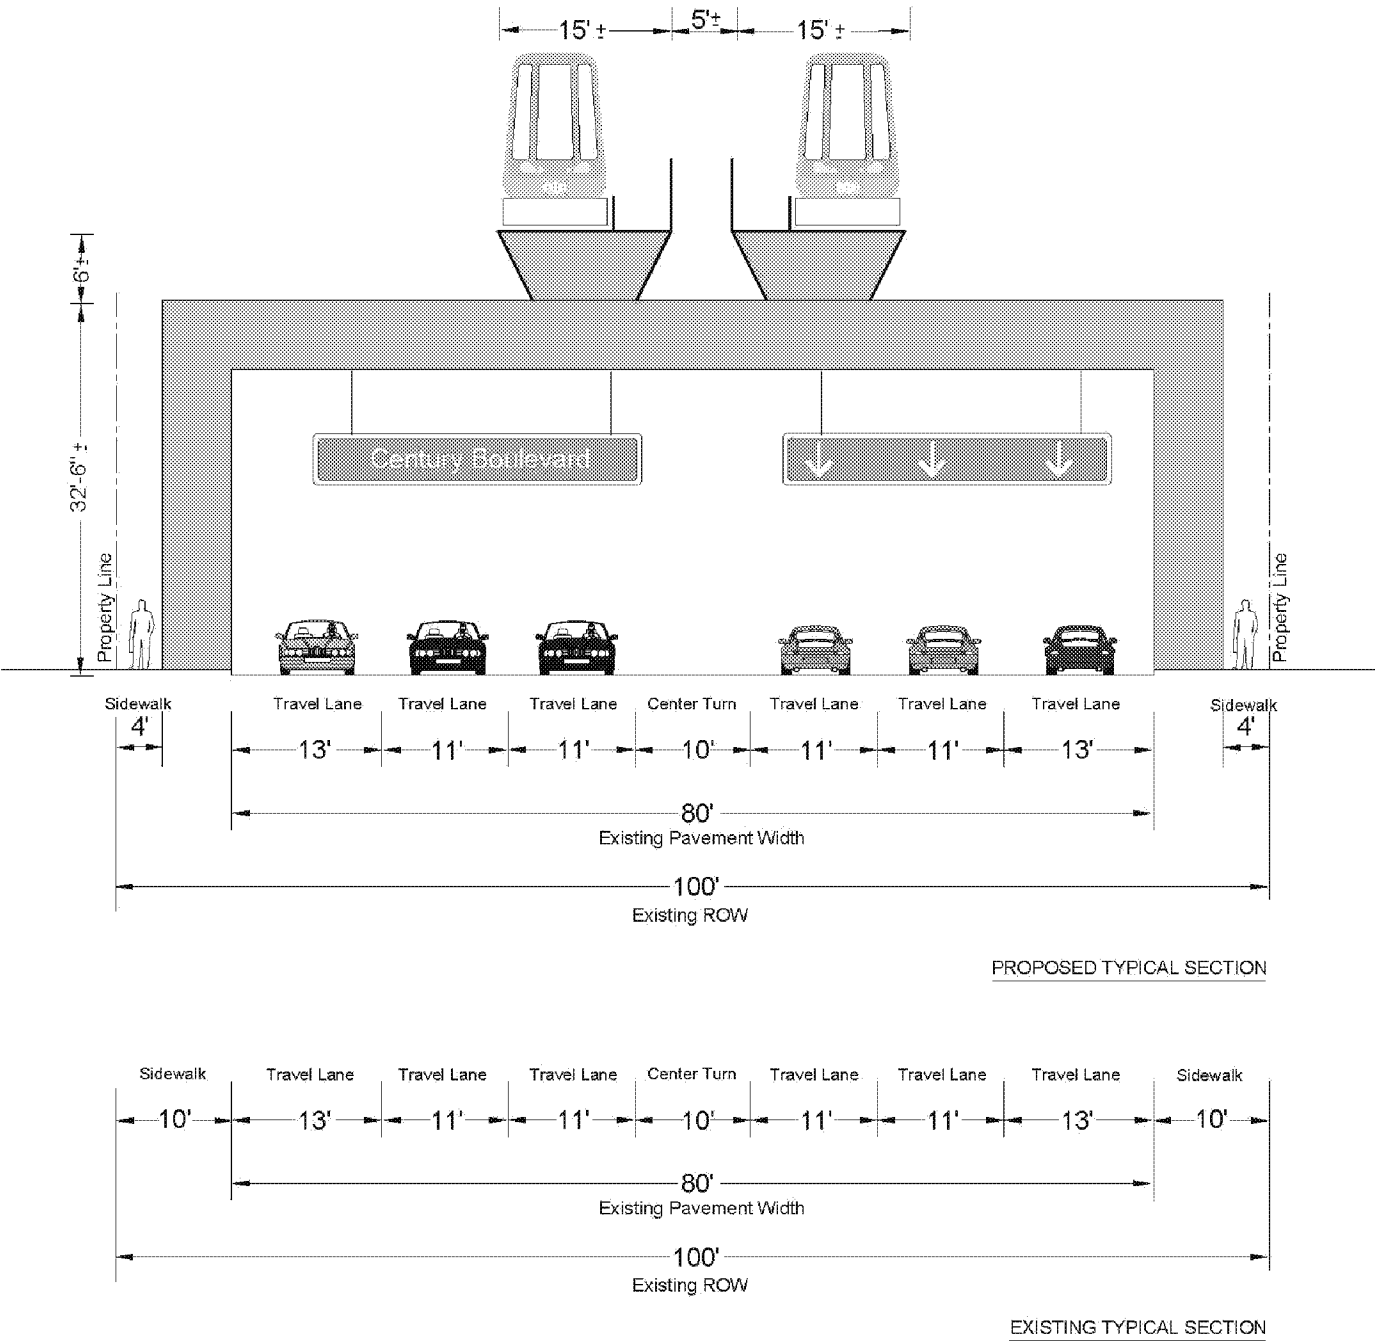 15'± 5'± 15'±
6'±
32'-6"±
Century Boulevard
Property Line
Property Line
Sidewalk Travel Lane Travel Lane Travel Lane Center Turn Travel Lane Travel Lane Travel Lane Sidewalk
4' 13' 11' 11' 10' 11' 11' 13' 4'
80'
Existing Pavement Width
100'
Existing ROW
PROPOSED TYPICAL SECTION
Sidewalk Travel Lane Travel Lane Travel Lane Center Turn Travel Lane Travel Lane Travel Lane Sidewalk
10' 13' 11' 11' 10' 11' 11' 13' 10'
80'
Existing Pavement Width
100'
Existing ROW
EXISTING TYPICAL SECTION